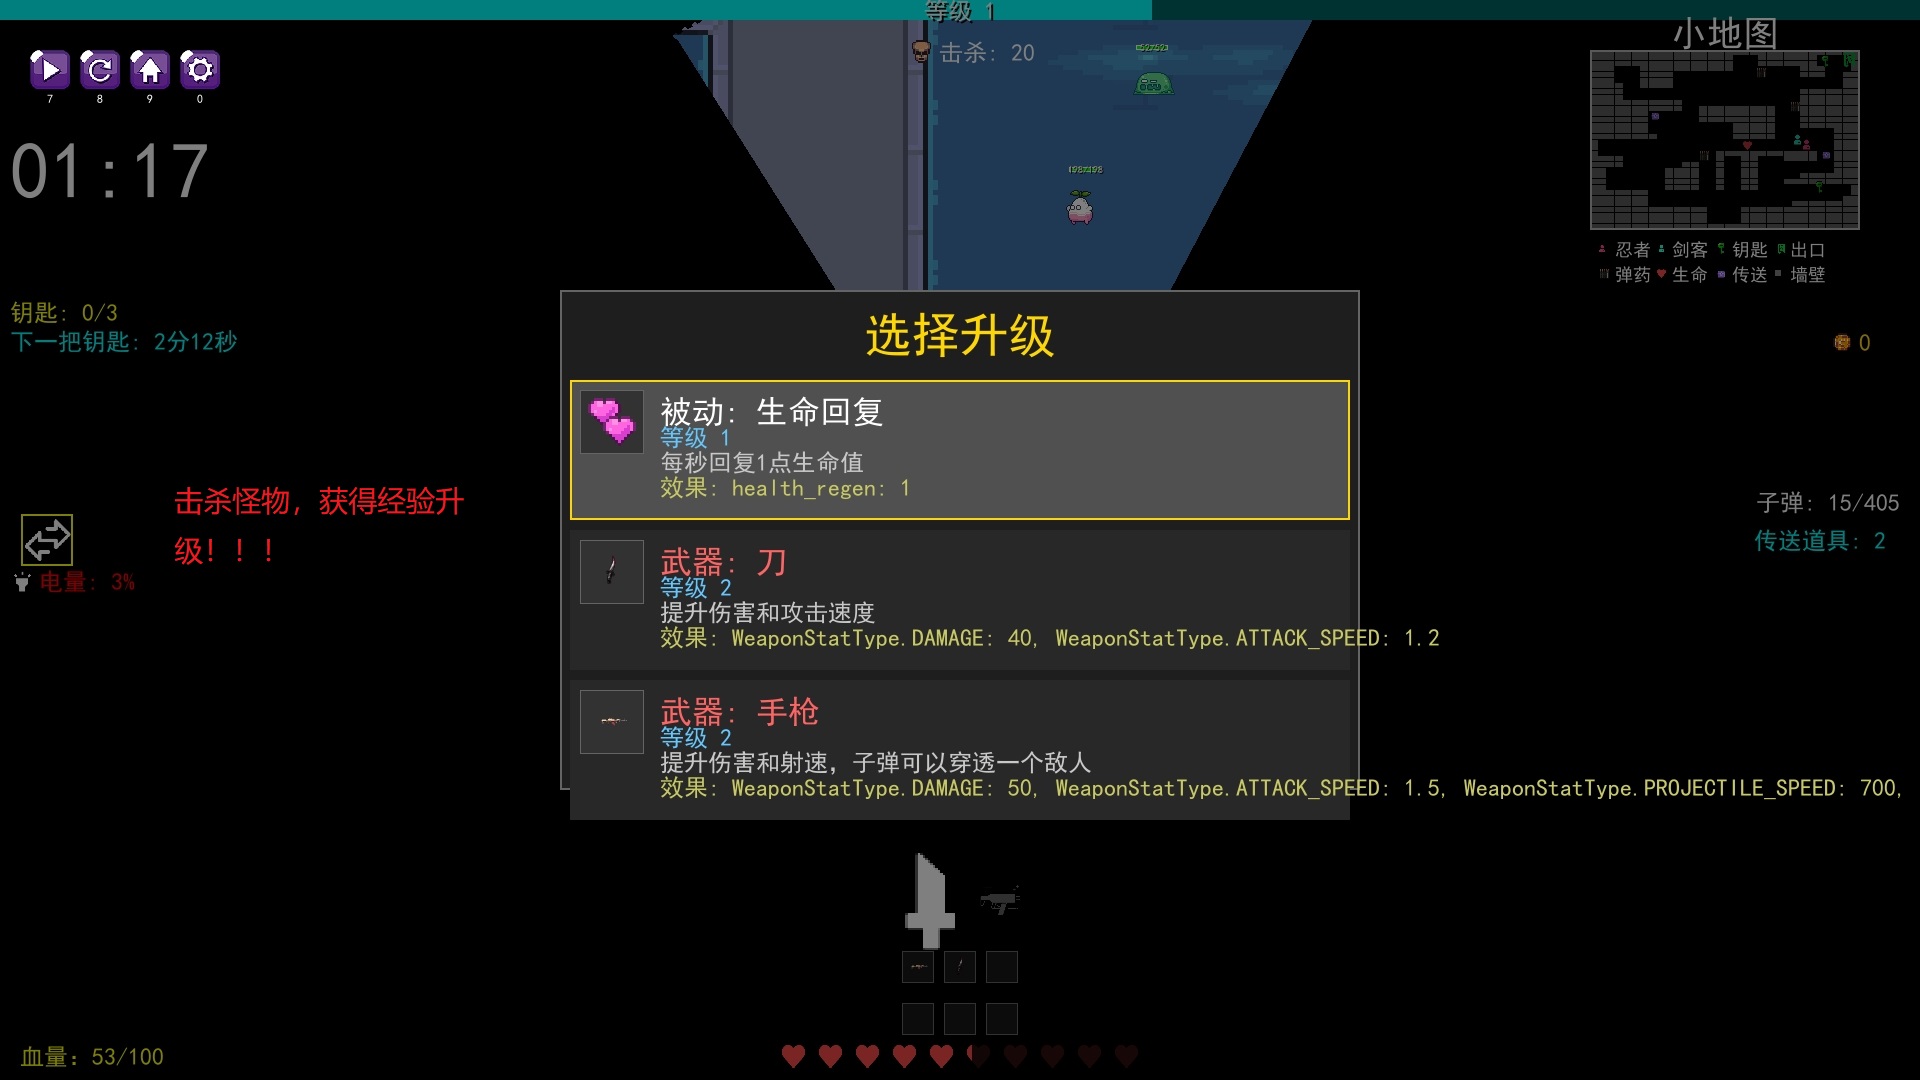 等级 1
击杀: 20
小地图
7 8 9 0
01:17
忍者 剑客 钥匙 出口
弹药 生命 传送 墙壁
198/198
钥匙: 0/3
下一把钥匙: 2分12秒
0
选择升级
被动: 生命回复
等级 1
每秒回复1点生命值
效果: health_regen: 1
击杀怪物，获得经验升
级！！！
子弹: 15/405
传送道具: 2
电量: 3%
武器: 刀
等级 2
提升伤害和攻击速度
效果: WeaponStatType.DAMAGE: 40, WeaponStatType.ATTACK_SPEED: 1.2
武器: 手枪
等级 2
提升伤害和射速，子弹可以穿透一个敌人
效果: WeaponStatType.DAMAGE: 50, WeaponStatType.ATTACK_SPEED: 1.5, WeaponStatType.PROJECTILE_SPEED: 700,
血量: 53/100